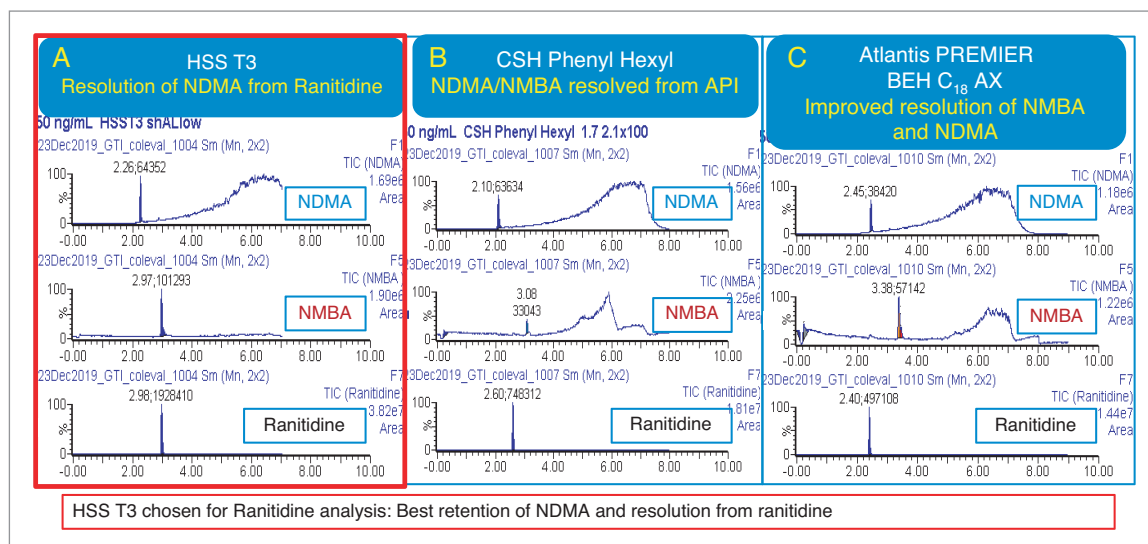 A
HSS T3
Resolution of NDMA from Ranitidine
50 ng/mL HSST3 shALlow
23Dec2019_GTI_coleval_1004 Sm (Mn, 2x2)
F1
TIC (NDMA)
1.69e6
Area
2.26;64352
100
%
0
NDMA
-0.00 2.00 4.00 6.00 8.00 10.00
23Dec2019_GTI_coleval_1004 Sm (Mn, 2x2)
F5
TIC (NMBA)
1.90e6
Area
2.97;101293
100
%
0
NMBA
-0.00 2.00 4.00 6.00 8.00 10.00
23Dec2019_GTI_coleval_1004 Sm (Mn, 2x2)
F7
TIC (Ranitidine)
3.82e7
Area
2.98;1928410
100
%
0
Ranitidine
-0.00 2.00 4.00 6.00 8.00 10.00
B
CSH Phenyl Hexyl
NDMA/NMBA resolved from API
0 ng/mL CSH Phenyl Hexyl 1.7 2.1x100
23Dec2019_GTI_coleval_1007 Sm (Mn, 2x2)
F1
TIC (NDMA)
1.56e6
Area
2.10;63634
100
%
0
NDMA
-0.00 2.00 4.00 6.00 8.00 10.00
23Dec2019_GTI_coleval_1007 Sm (Mn, 2x2)
F5
TIC (NMBA)
2.25e6
Area
3.08
33043
100
%
0
NMBA
-0.00 2.00 4.00 6.00 8.00 10.00
23Dec2019_GTI_coleval_1007 Sm (Mn, 2x2)
F7
TIC (Ranitidine)
1.81e7
Area
2.60;748312
100
%
0
Ranitidine
-0.00 2.00 4.00 6.00 8.00 10.00
C
Atlantis PREMIER
BEH C18 AX
Improved resolution of NMBA
and NDMA
23Dec2019_GTI_coleval_1010 Sm (Mn, 2x2)
F1
TIC (NDMA)
1.18e6
Area
2.45;38420
100
%
0
NDMA
-0.00 2.00 4.00 6.00 8.00 10.00
23Dec2019_GTI_coleval_1010 Sm (Mn, 2x2)
F5
TIC (NMBA)
1.22e6
Area
3.38;57142
100
%
0
NMBA
-0.00 2.00 4.00 6.00 8.00 10.00
23Dec2019_GTI_coleval_1010 Sm (Mn, 2x2)
F7
TIC (Ranitidine)
1.44e7
Area
2.40;497108
100
%
0
Ranitidine
-0.00 2.00 4.00 6.00 8.00 10.00
HSS T3 chosen for Ranitidine analysis: Best retention of NDMA and resolution from ranitidine